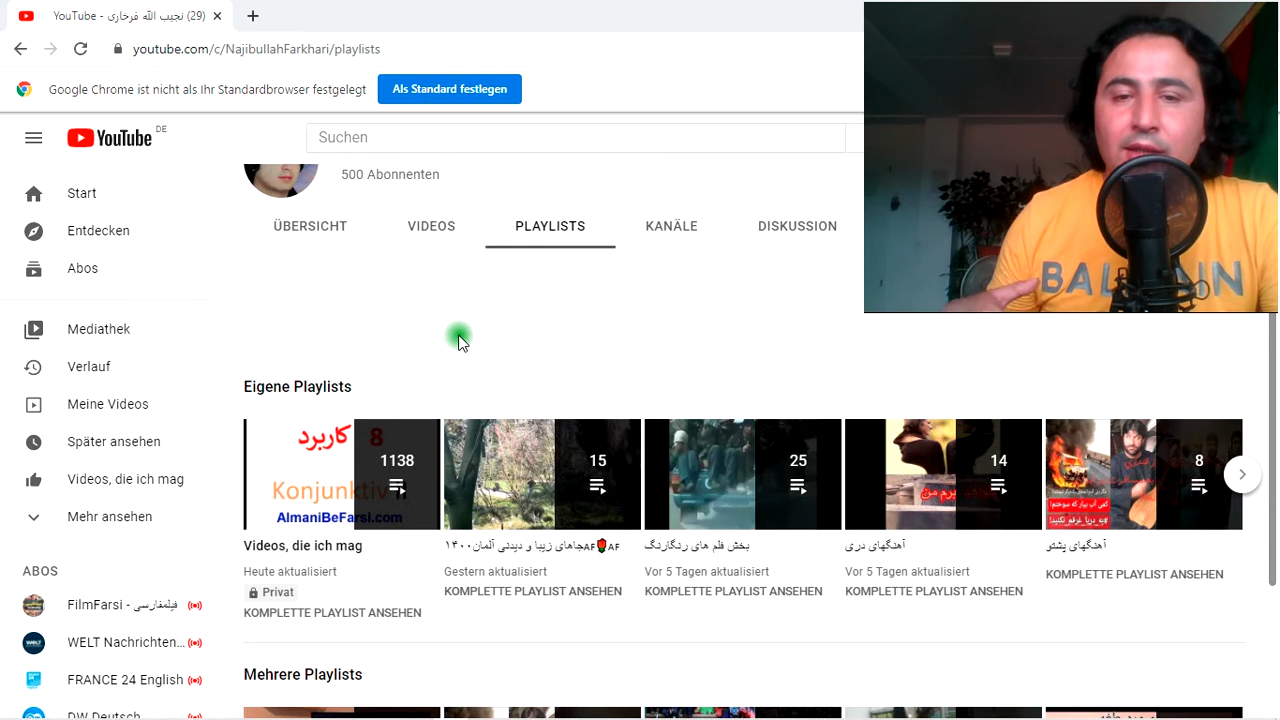 (29) نجیب الله فرخاری - YouTube
youtube.com/c/NajibullahFarkhari/playlists
Google Chrome ist nicht als Ihr Standardbrowser festgelegt
Als Standard festlegen
YouTube DE
Suchen
500 Abonnenten
ÜBERSICHT
VIDEOS
PLAYLISTS
KANÄLE
DISKUSSION
Start
Entdecken
Abos
Mediathek
Verlauf
Meine Videos
Später ansehen
Videos, die ich mag
Mehr ansehen
ABOS
FilmFarsi - فیلمفارسی
WELT Nachrichten...
FRANCE 24 English
DW Deutsch
BALMAIN
Eigene Playlists
8 کاربرد
Konjunktiv II
AlmaniBeFarsi.com
1138
15
25
14
8
Videos, die ich mag
Heute aktualisiert
Privat
KOMPLETTE PLAYLIST ANSEHEN
جاهای زیبا و دیدنی آلمان۱۴۰۰🇦🇫🌹🇦🇫
Gestern aktualisiert
KOMPLETTE PLAYLIST ANSEHEN
بخش فلم های رنگارنگ
Vor 5 Tagen aktualisiert
KOMPLETTE PLAYLIST ANSEHEN
آهنگهای دری
Vor 5 Tagen aktualisiert
KOMPLETTE PLAYLIST ANSEHEN
آهنگهای پشتو
KOMPLETTE PLAYLIST ANSEHEN
Mehrere Playlists